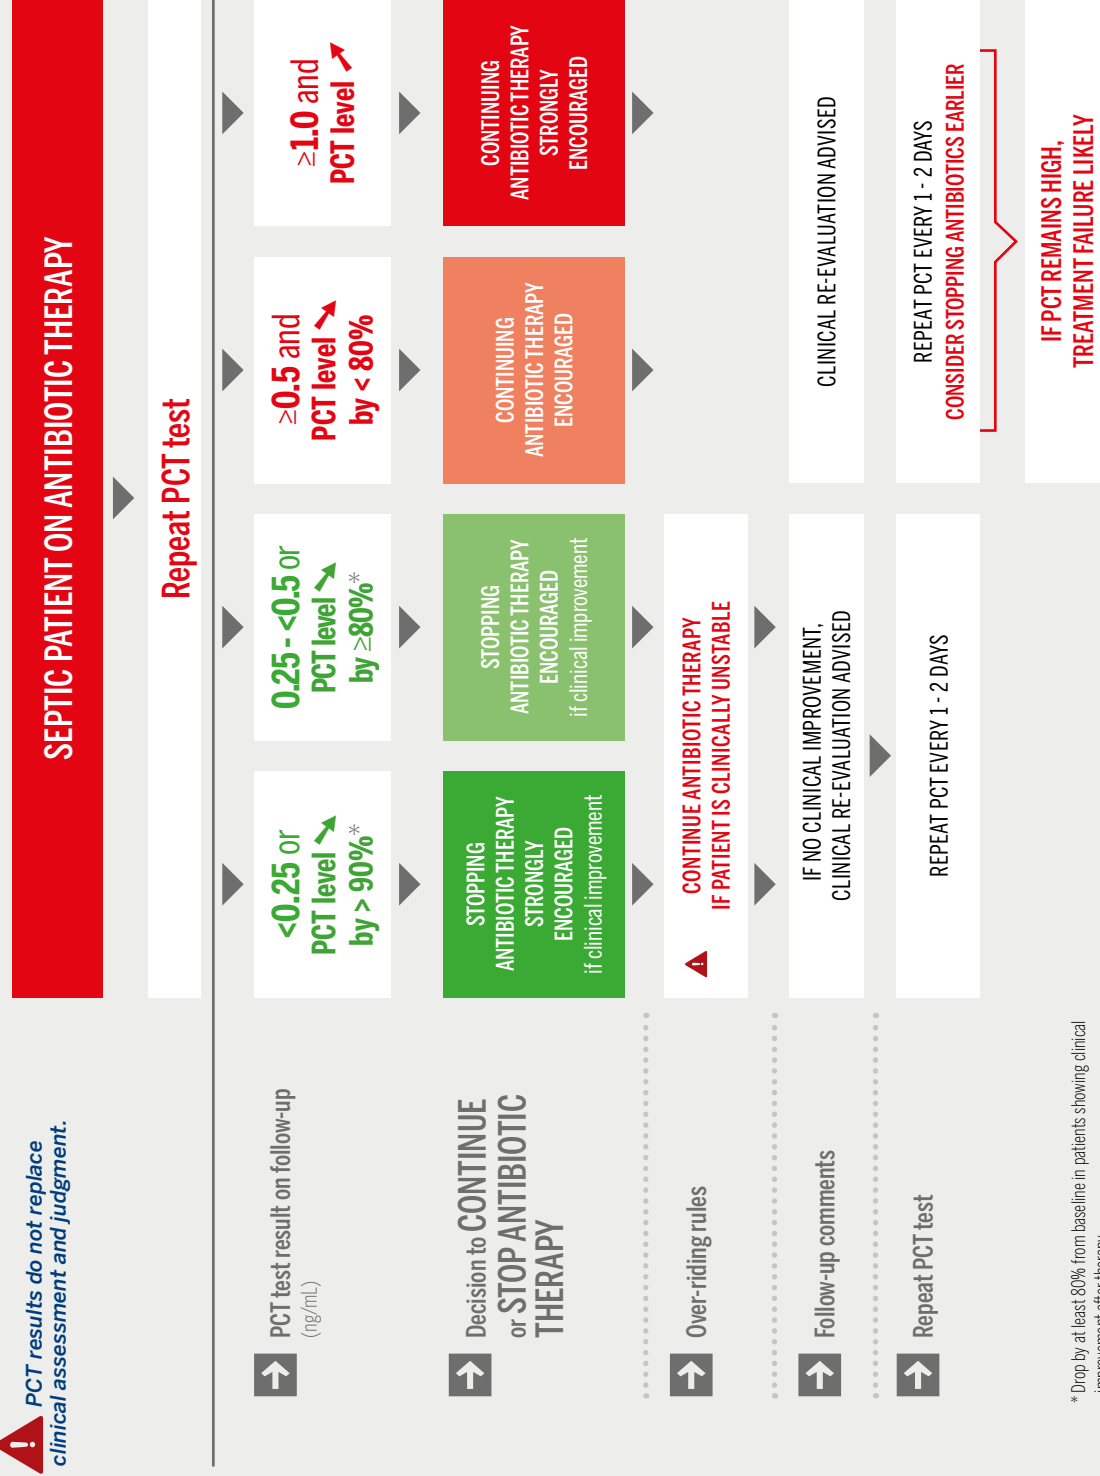 PCT results do not replace
clinical assessment and judgment.
SEPTIC PATIENT ON ANTIBIOTIC THERAPY
Repeat PCT test
PCT test result on follow-up
(ng/mL)
<0.25 or
PCT level ↘
by > 90%*
0.25 - <0.5 or
PCT level ↘
by ≥80%*
≥0.5 and
PCT level ↘
by < 80%
≥1.0 and
PCT level ↗
Decision to CONTINUE
or STOP ANTIBIOTIC
THERAPY
STOPPING
ANTIBIOTIC THERAPY
STRONGLY
ENCOURAGED
if clinical improvement
STOPPING
ANTIBIOTIC THERAPY
ENCOURAGED
if clinical improvement
CONTINUING
ANTIBIOTIC THERAPY
ENCOURAGED
CONTINUING
ANTIBIOTIC THERAPY
STRONGLY
ENCOURAGED
Over-riding rules
CONTINUE ANTIBIOTIC THERAPY
IF PATIENT IS CLINICALLY UNSTABLE
Follow-up comments
IF NO CLINICAL IMPROVEMENT,
CLINICAL RE-EVALUATION ADVISED
CLINICAL RE-EVALUATION ADVISED
Repeat PCT test
REPEAT PCT EVERY 1 - 2 DAYS
REPEAT PCT EVERY 1 - 2 DAYS
CONSIDER STOPPING ANTIBIOTICS EARLIER
IF PCT REMAINS HIGH,
TREATMENT FAILURE LIKELY
* Drop by at least 80% from baseline in patients showing clinical
improvement after therapy